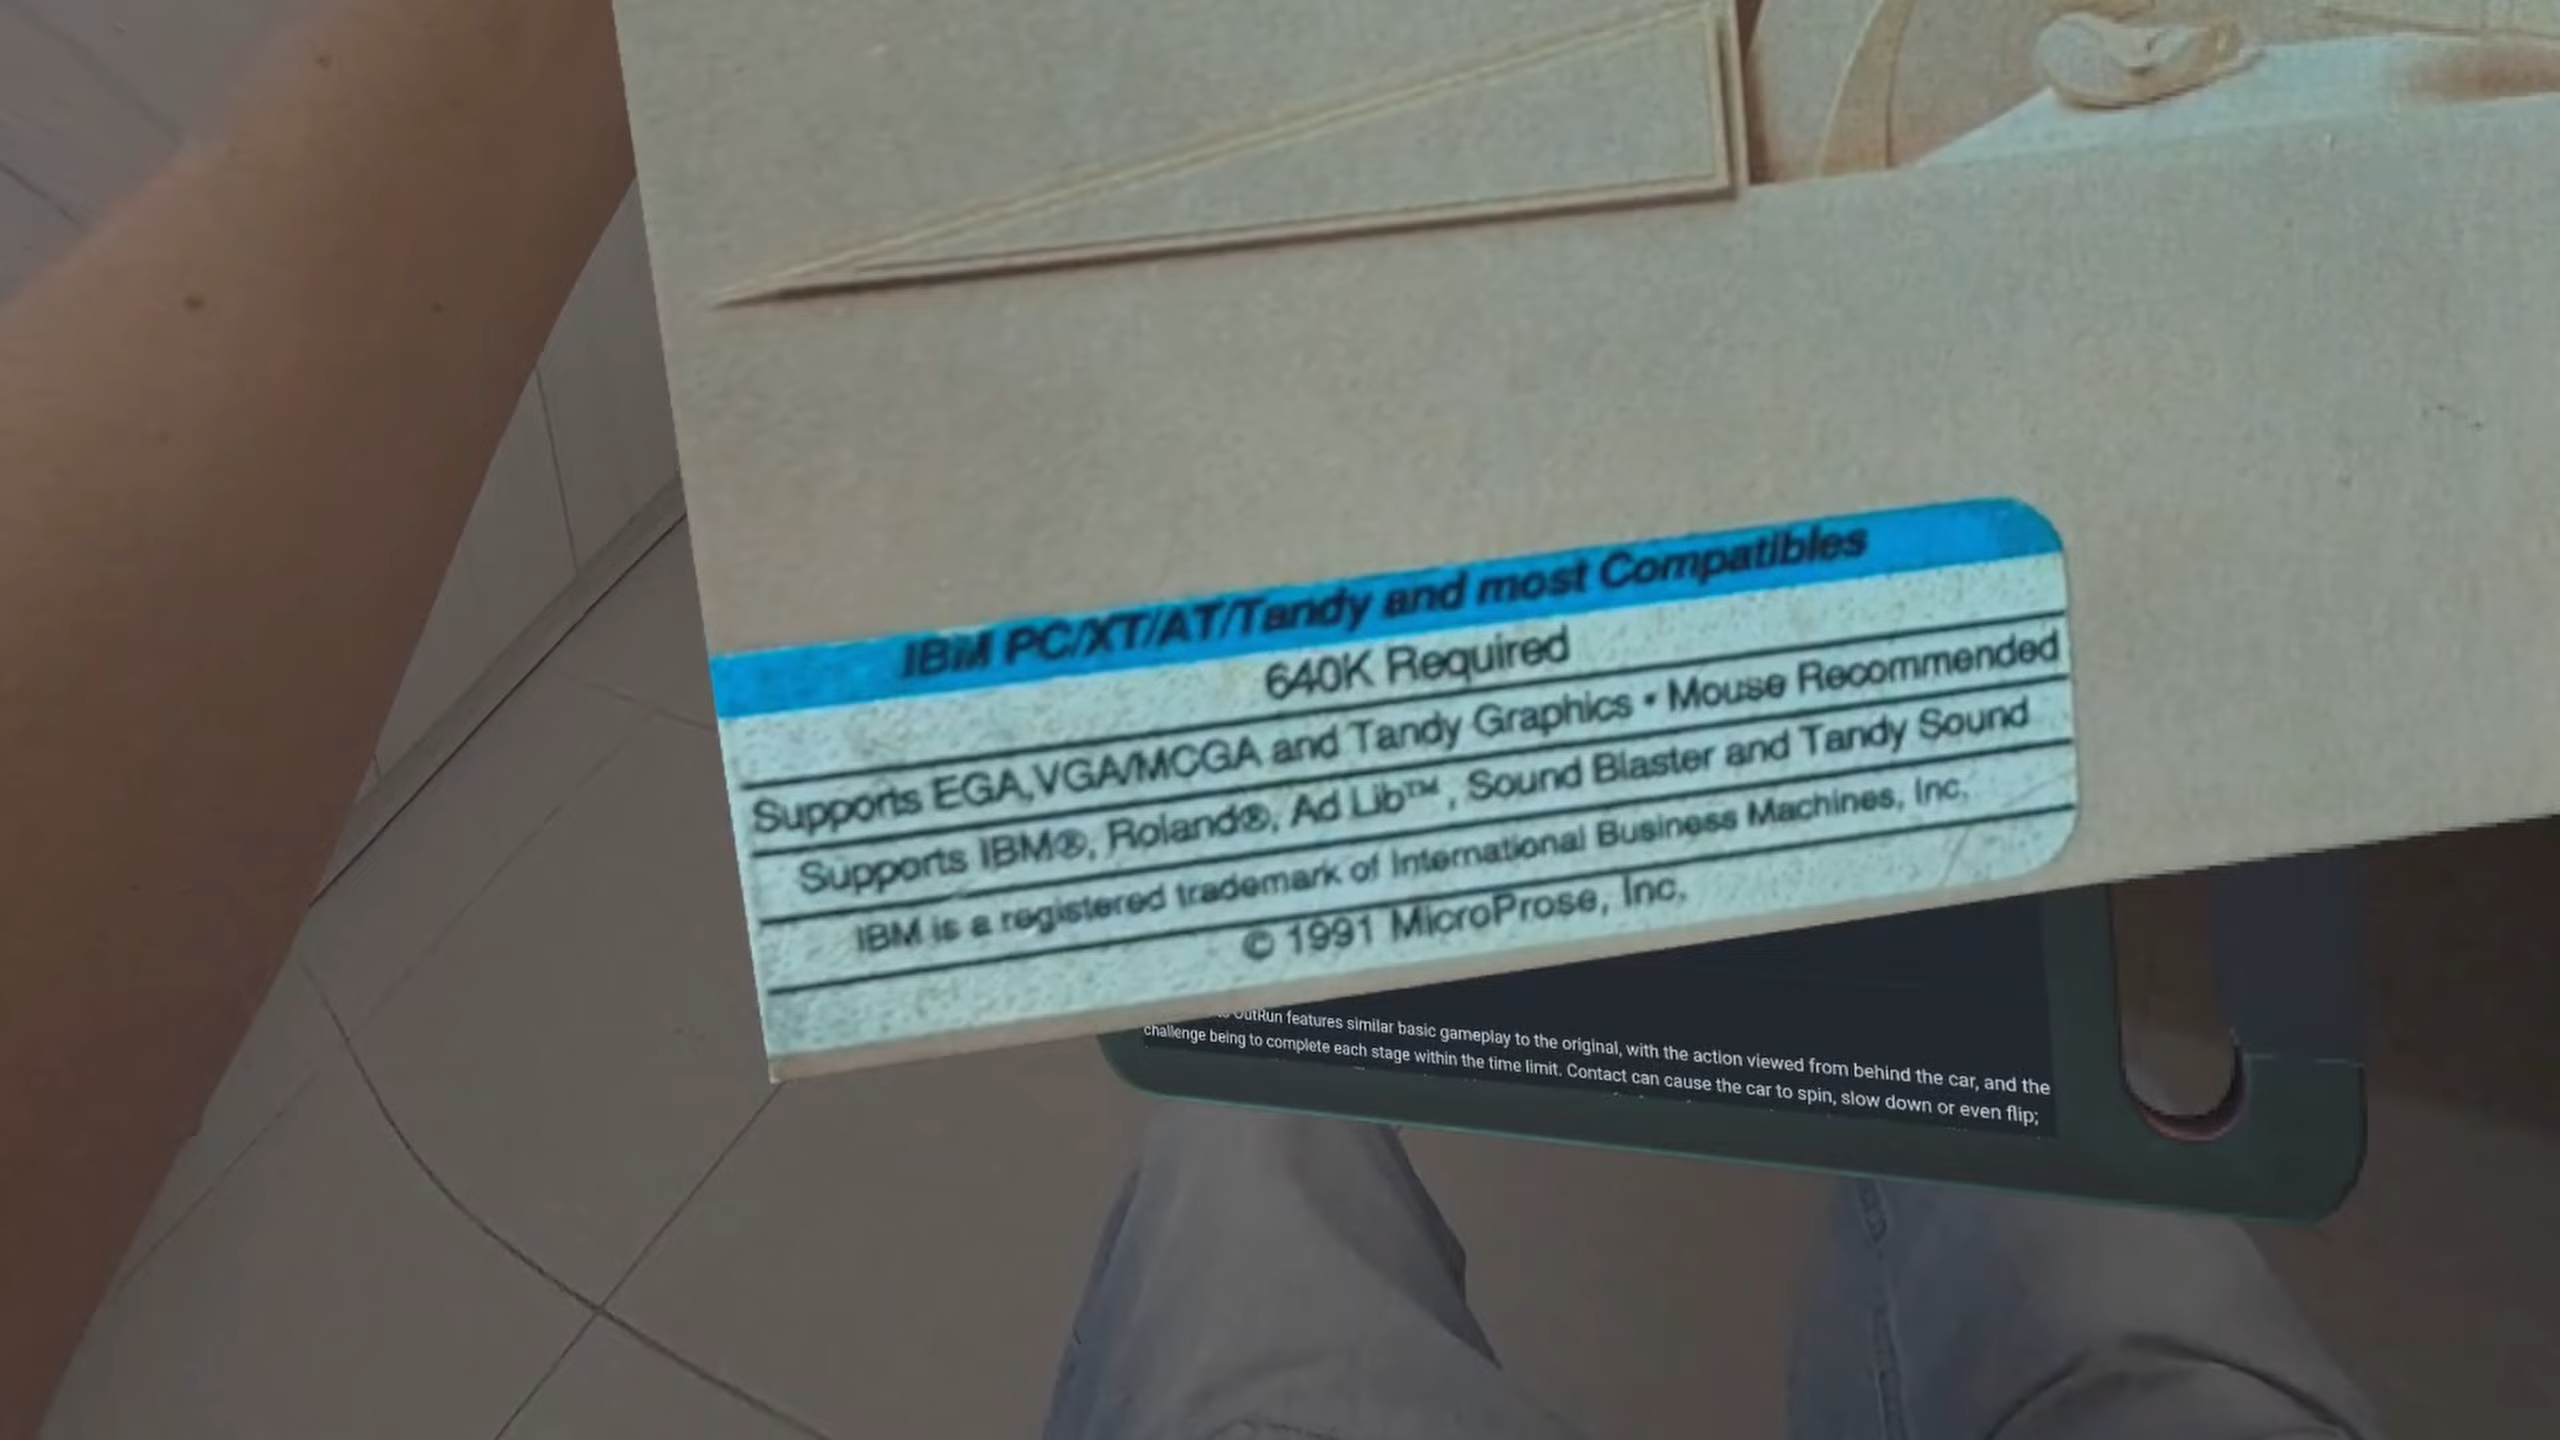 IBM PC/XT/AT/Tandy and most Compatibles
640K Required
Supports EGA,VGA/MCGA and Tandy Graphics • Mouse Recommended
Supports IBM®, Roland®, Ad Lib™, Sound Blaster and Tandy Sound
IBM is a registered trademark of International Business Machines, Inc.
© 1991 MicroProse, Inc.
OutRun features similar basic gameplay to the original, with the action viewed from behind the car, and the
challenge being to complete each stage within the time limit. Contact can cause the car to spin, slow down or even flip;